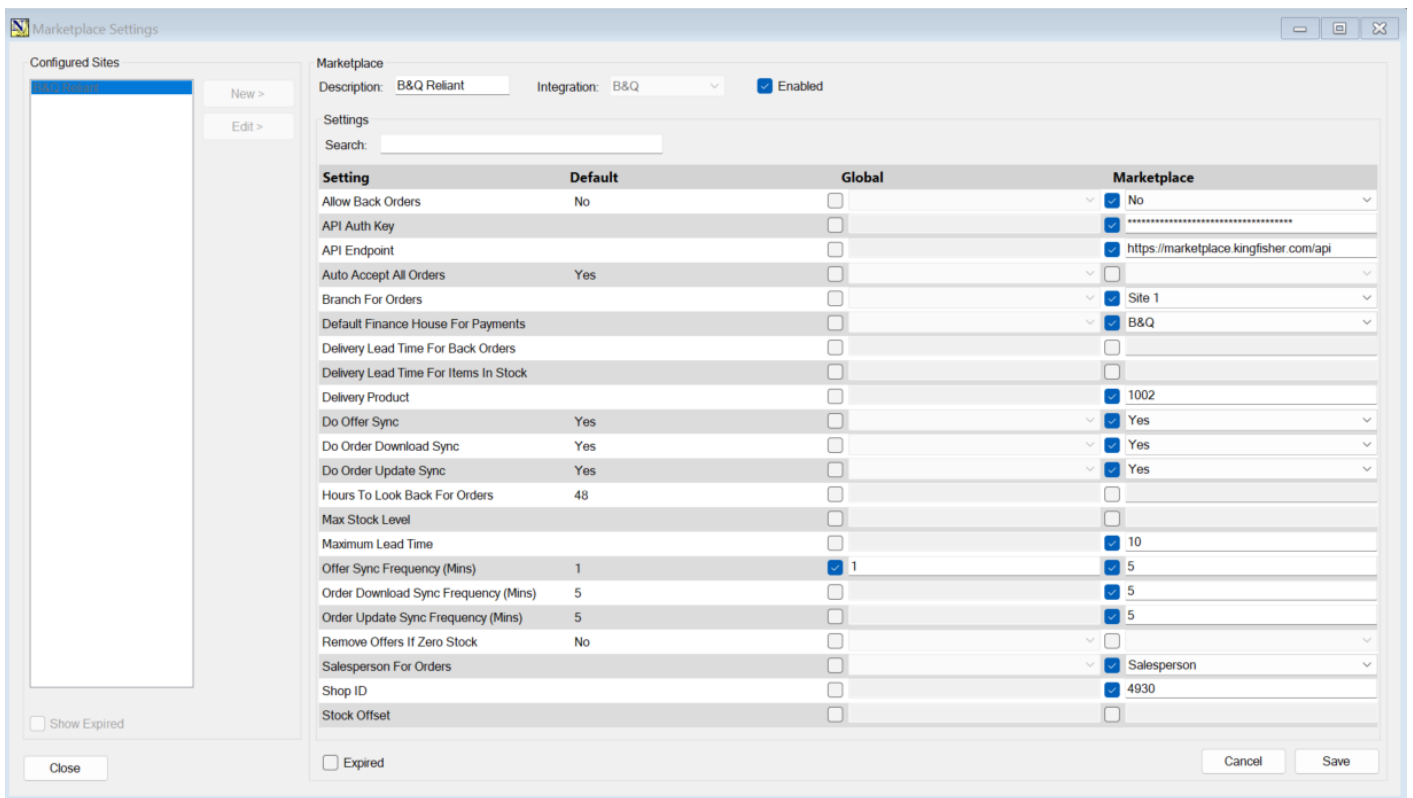 Marketplace Settings
Configured Sites
B&Q Reliant
New >
Edit >
Show Expired
Close
Marketplace
Description: B&Q Reliant Integration: B&Q Enabled
Settings
Search:
Setting Default Global Marketplace
Allow Back Orders No No
API Auth Key ************************************
API Endpoint https://marketplace.kingfisher.com/api
Auto Accept All Orders Yes
Branch For Orders Site 1
Default Finance House For Payments B&Q
Delivery Lead Time For Back Orders
Delivery Lead Time For Items In Stock
Delivery Product 1002
Do Offer Sync Yes Yes
Do Order Download Sync Yes Yes
Do Order Update Sync Yes Yes
Hours To Look Back For Orders 48
Max Stock Level
Maximum Lead Time 10
Offer Sync Frequency (Mins) 1 1 5
Order Download Sync Frequency (Mins) 5 5
Order Update Sync Frequency (Mins) 5 5
Remove Offers If Zero Stock No
Salesperson For Orders Salesperson
Shop ID 4930
Stock Offset
Expired
Cancel Save